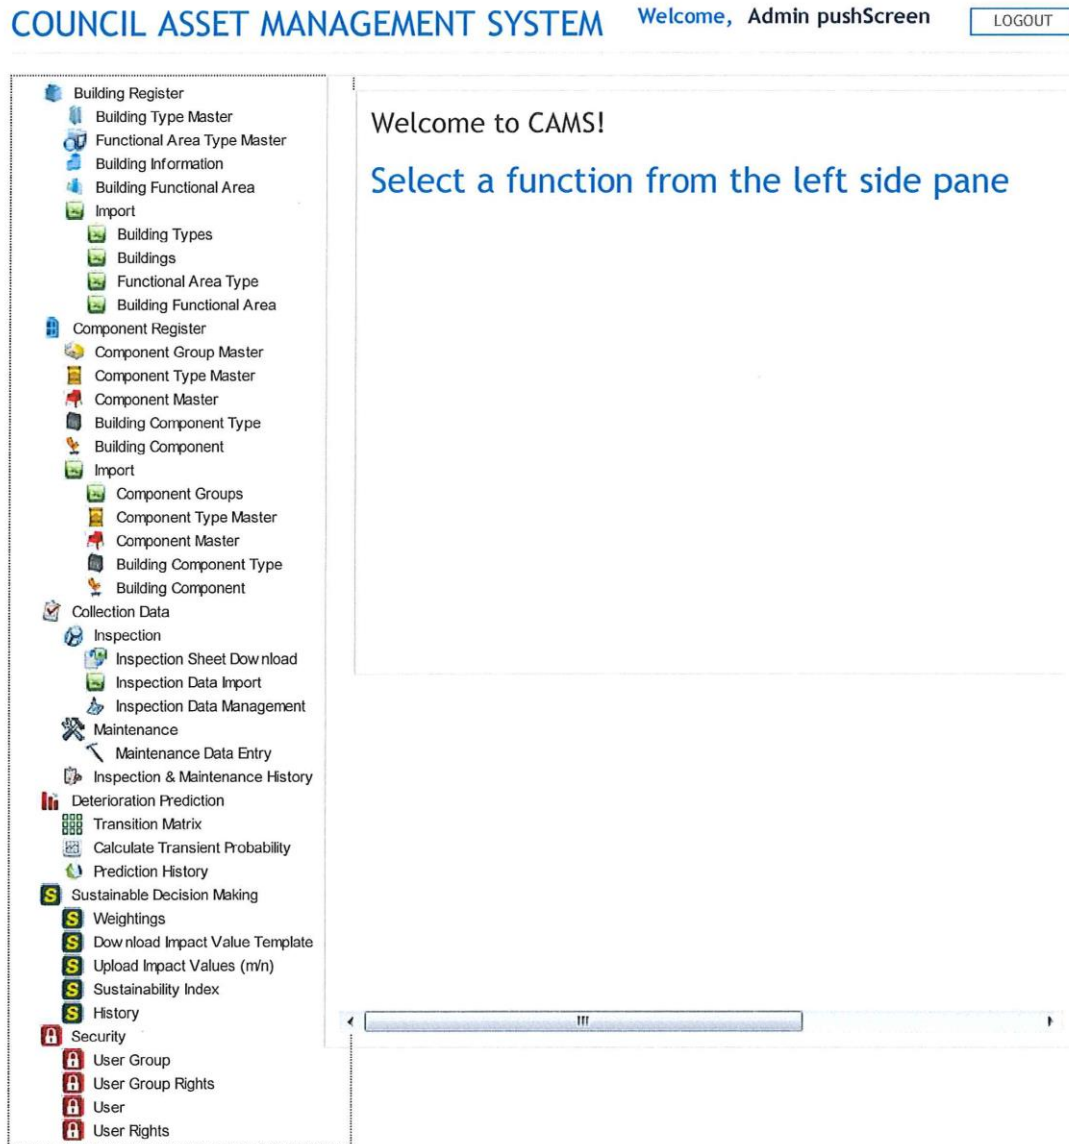 COUNCIL ASSET MANAGEMENT SYSTEM Welcome, Admin pushScreen LOGOUT
Building Register
Building Type Master
Functional Area Type Master
Building Information
Building Functional Area
Import
Building Types
Buildings
Functional Area Type
Building Functional Area
Component Register
Component Group Master
Component Type Master
Component Master
Building Component Type
Building Component
Import
Component Groups
Component Type Master
Component Master
Building Component Type
Building Component
Collection Data
Inspection
Inspection Sheet Download
Inspection Data Import
Inspection Data Management
Maintenance
Maintenance Data Entry
Inspection & Maintenance History
Deterioration Prediction
Transition Matrix
Calculate Transient Probability
Prediction History
Sustainable Decision Making
Weightings
Download Impact Value Template
Upload Impact Values (m/n)
Sustainability Index
History
Security
User Group
User Group Rights
User
User Rights
Welcome to CAMS!
Select a function from the left side pane